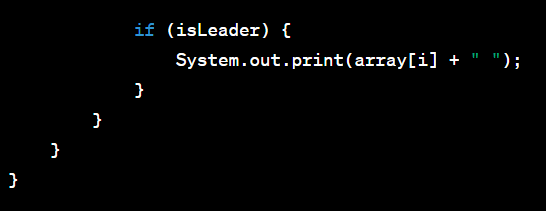 if (isLeader) {
System.out.print(array[i] + " ");
}
}
}
}